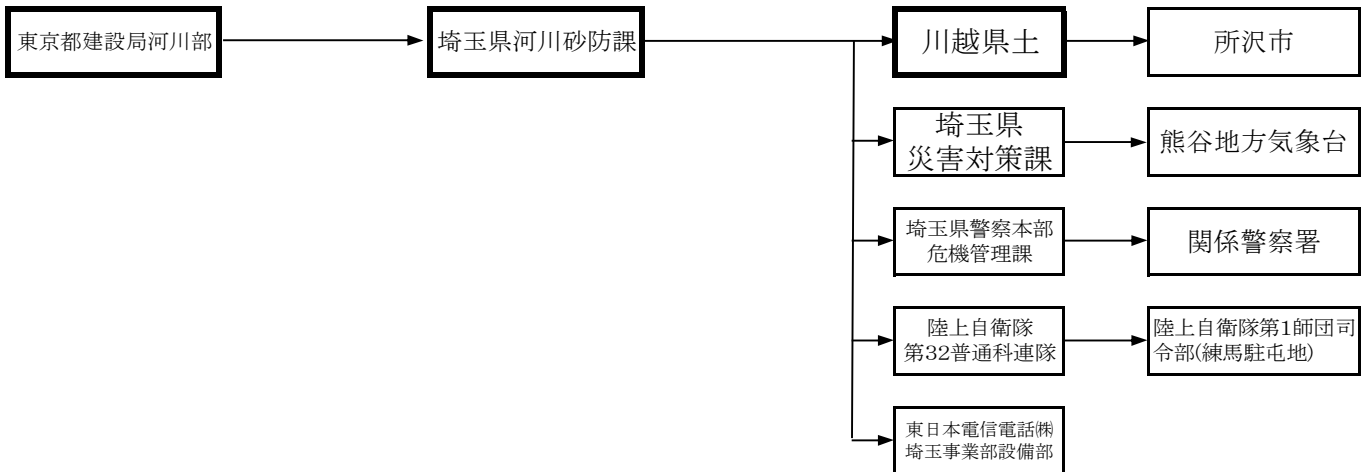 東京都建設局河川部
埼玉県河川砂防課
川越県土
所沢市
埼玉県
災害対策課
熊谷地方気象台
埼玉県警察本部
危機管理課
関係警察署
陸上自衛隊
第32普通科連隊
陸上自衛隊第1師団司
令部(練馬駐屯地)
東日本電信電話㈱
埼玉事業部設備部